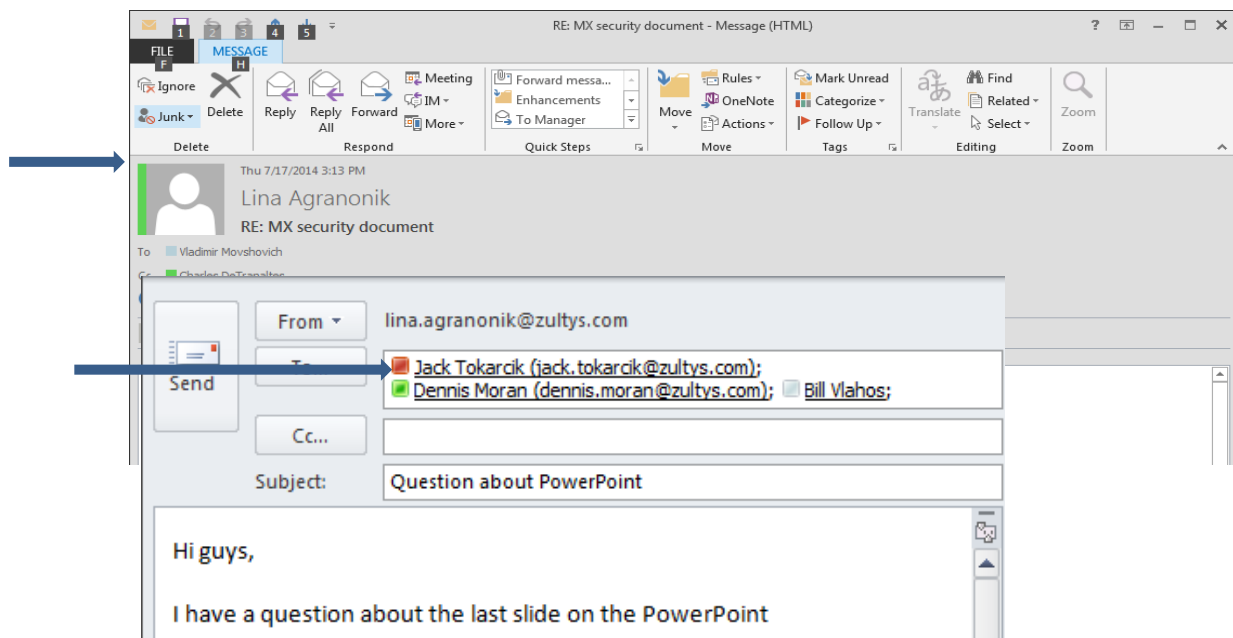 RE: MX security document - Message (HTML)
?
1 2 3 4 5
FILE MESSAGE
F H
Ignore
Junk
Delete
Reply
Reply All
Forward
Meeting
IM
More
Forward messa...
Enhancements
To Manager
Move
Rules
OneNote
Actions
Mark Unread
Categorize
Follow Up
Translate
Find
Related
Select
Zoom
Delete Respond Quick Steps Move Tags Editing Zoom
Thu 7/17/2014 3:13 PM
Lina Agranonik
RE: MX security document
To Vladimir Movshovich
Cc Charles DeTranaltes
From lina.agranonik@zultys.com
To...
Send
Jack Tokarcik (jack.tokarcik@zultys.com);
Dennis Moran (dennis.moran@zultys.com); Bill Vlahos;
Cc...
Subject: Question about PowerPoint
Hi guys,
I have a question about the last slide on the PowerPoint